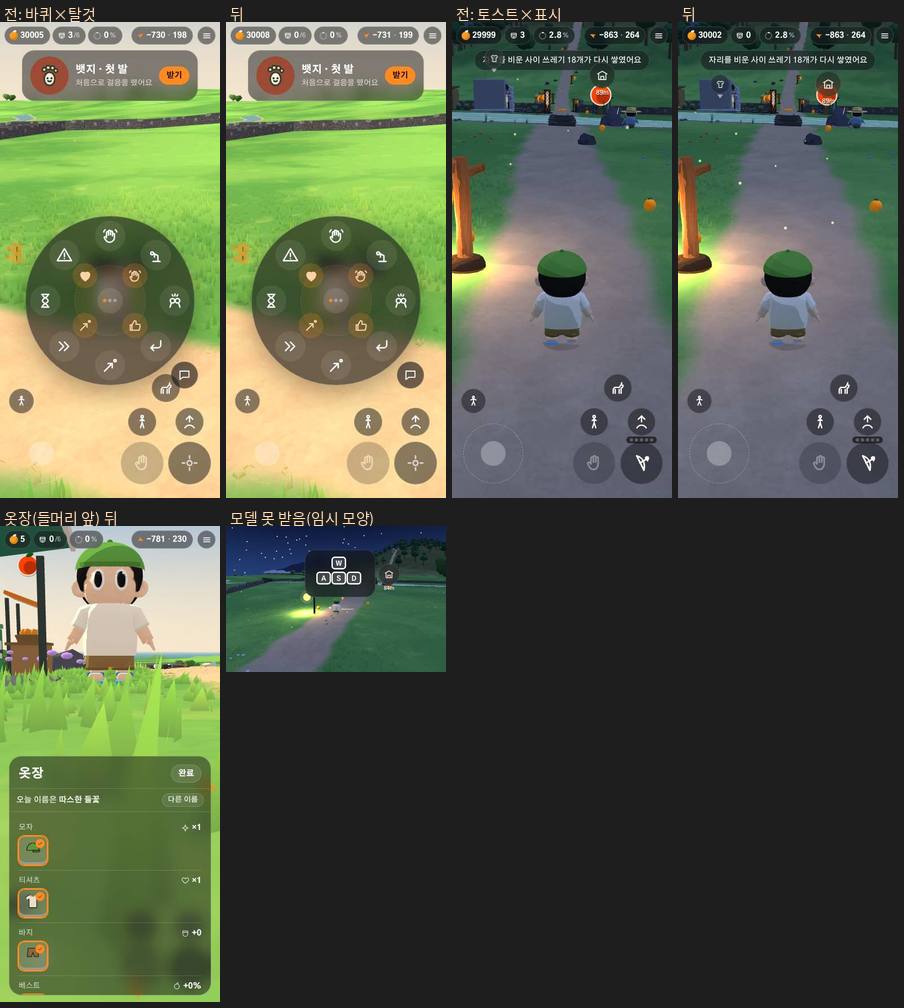 전: 바퀴×탈것
30005
3/6
0%
−730 · 198
뱃지 · 첫 발
처음으로 걸음을 뗐어요
받기
뒤
30008
0/6
0%
−731 · 199
뱃지 · 첫 발
처음으로 걸음을 뗐어요
받기
전: 토스트×표시
29999
3
2.8%
−863 · 264
비운 사이 쓰레기 18개가 다시 쌓였어요
89m
뒤
30002
0
2.8%
−863 · 264
자리를 비운 사이 쓰레기 18개가 다시 쌓였어요
89m
옷장(들머리 앞) 뒤
5
0/6
0%
−781 · 230
옷장
완료
오늘 이름은 따스한 들꽃
다른 이름
모자
×1
티셔츠
×1
바지
+0
베스트
+0%
모델 못 받음(임시 모양)
W
A S D
84m